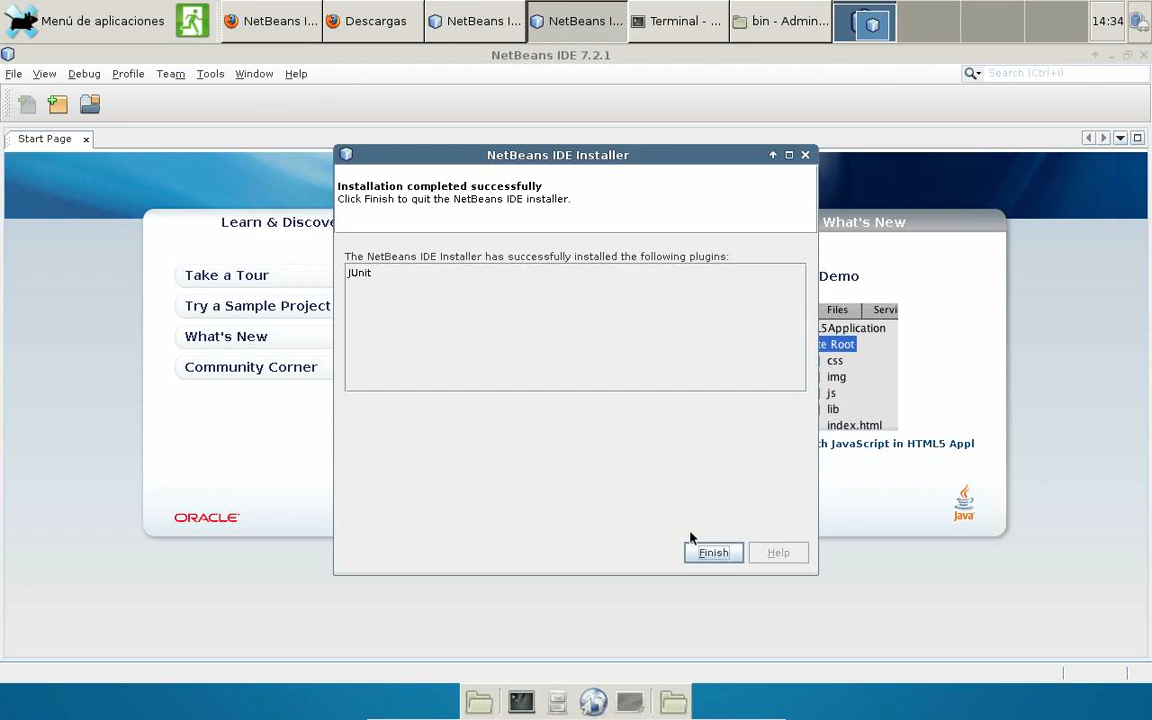 Menú de aplicaciones
NetBeans I...
Descargas
NetBeans I...
NetBeans I...
Terminal - ...
bin - Admin...
14:34
NetBeans IDE 7.2.1
File View Debug Profile Team Tools Window Help
Search (Ctrl+I)
Start Page
NetBeans IDE Installer
Installation completed successfully
Click Finish to quit the NetBeans IDE installer.
Learn & Discove
What's New
The NetBeans IDE Installer has successfully installed the following plugins:
JUnit
Take a Tour
Demo
Try a Sample Project
Files Servi
What's New
L5Application
te Root
css
Community Corner
img
js
lib
index.html
th JavaScript in HTML5 Appl
ORACLE
Java
Finish
Help